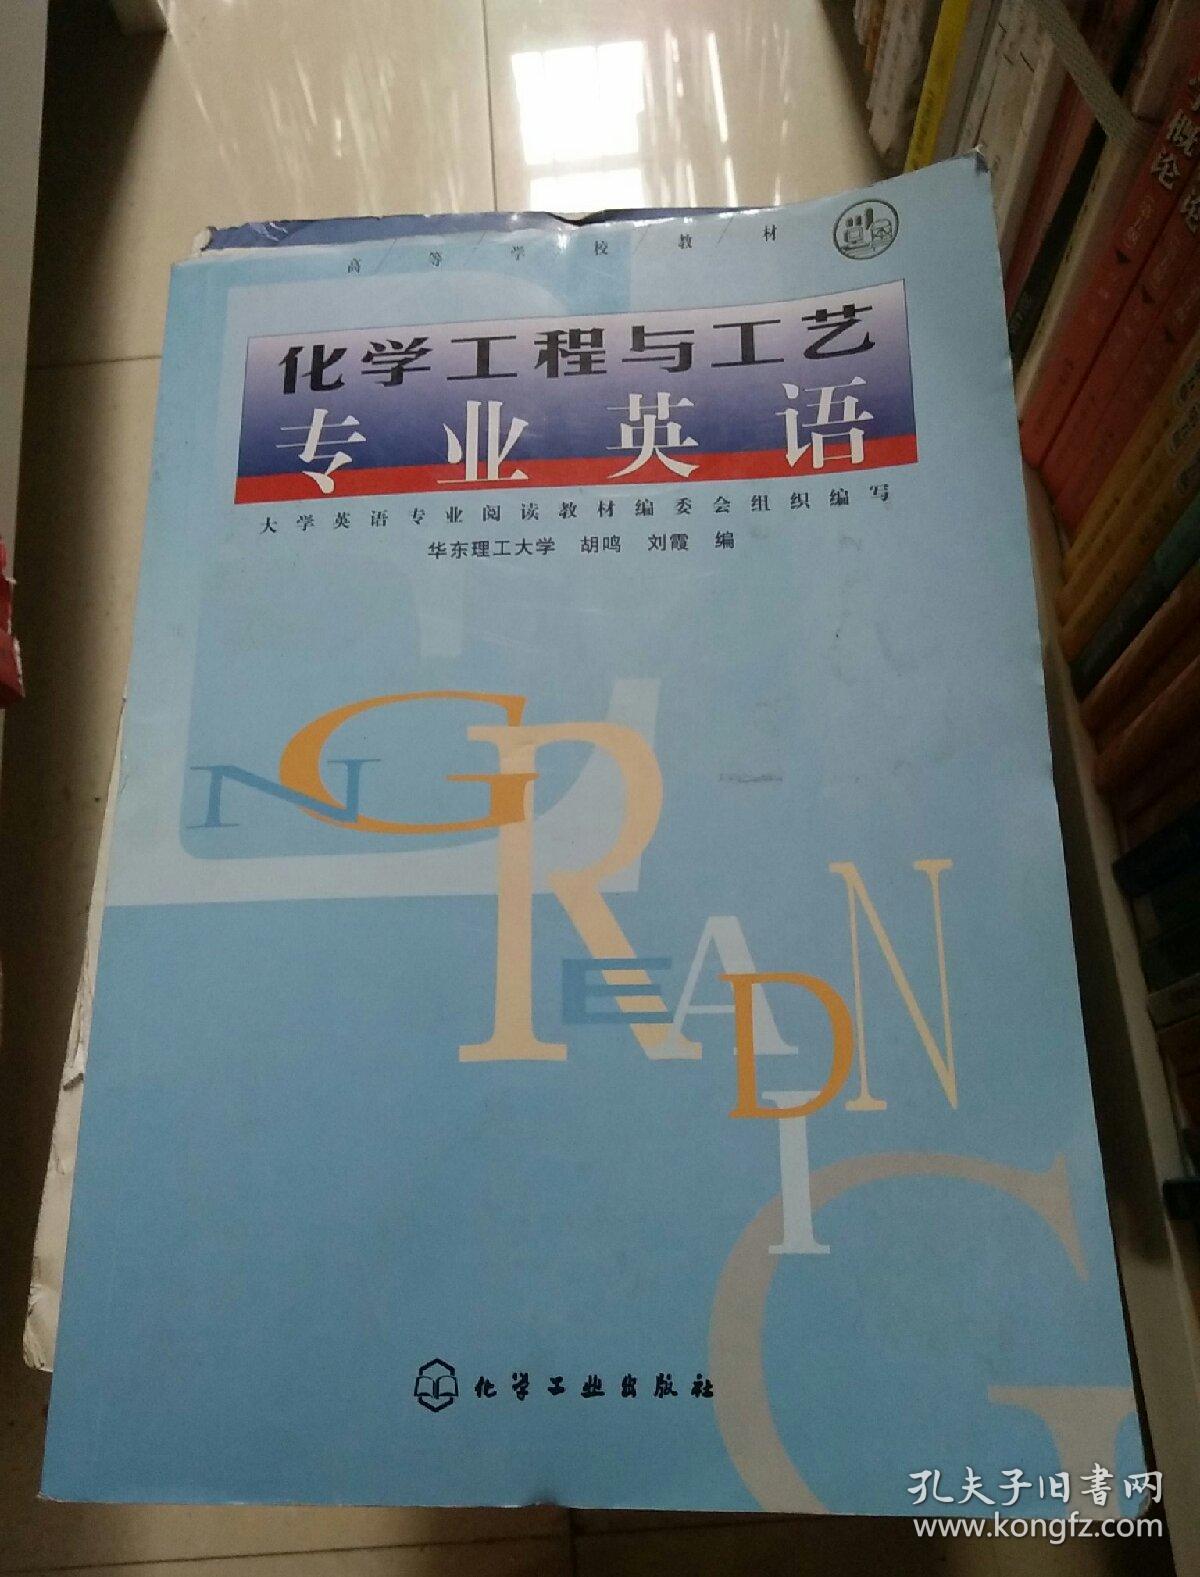 高/等/学/校/教/材
化学工程与工艺
专业英语
大学英语专业阅读教材编委会组织编写
华东理工大学 胡鸣 刘霞 编
NG
READING
化学工业出版社
概论
孔夫子旧书网
www.kongfz.com